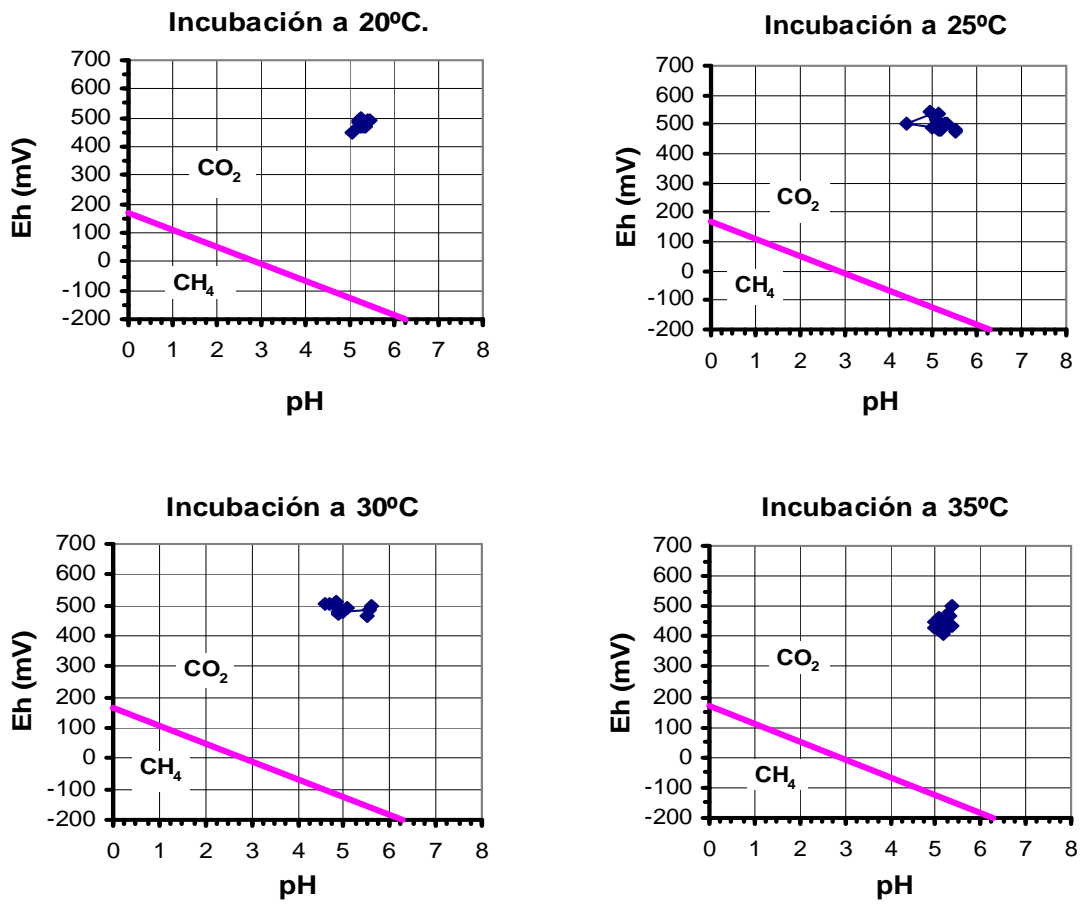 Incubación a 20ºC.
700
600
500
400
300
200
100
0
-100
-200
Eh (mV)
CO₂
CH₄
0 1 2 3 4 5 6 7 8
pH
Incubación a 25ºC
700
600
500
400
300
200
100
0
-100
-200
Eh (mV)
CO₂
CH₄
0 1 2 3 4 5 6 7 8
pH
Incubación a 30ºC
700
600
500
400
300
200
100
0
-100
-200
Eh (mV)
CO₂
CH₄
0 1 2 3 4 5 6 7 8
pH
Incubación a 35ºC
700
600
500
400
300
200
100
0
-100
-200
Eh (mV)
CO₂
CH₄
0 1 2 3 4 5 6 7 8
pH